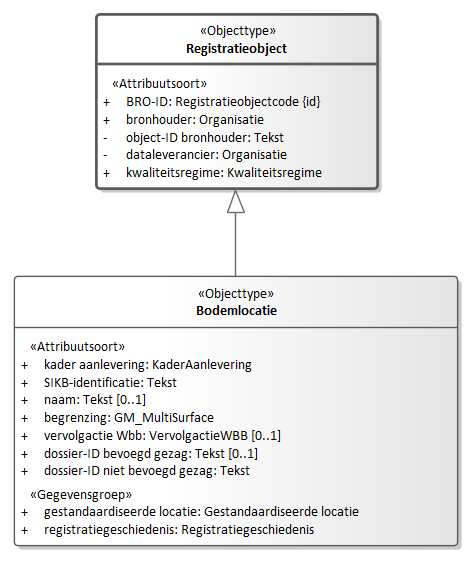 «Objecttype»
Registratieobject
«Attribuutsoort»
+ BRO-ID: Registratieobjectcode {id}
+ bronhouder: Organisatie
- object-ID bronhouder: Tekst
- dataleverancier: Organisatie
+ kwaliteitsregime: Kwaliteitsregime
«Objecttype»
Bodemlocatie
«Attribuutsoort»
+ kader aanlevering: KaderAanlevering
+ SIKB-identificatie: Tekst
+ naam: Tekst [0..1]
+ begrenzing: GM_MultiSurface
+ vervolgactie Wbb: VervolgactieWBB [0..1]
+ dossier-ID bevoegd gezag: Tekst [0..1]
+ dossier-ID niet bevoegd gezag: Tekst
«Gegevensgroep»
+ gestandaardiseerde locatie: Gestandaardiseerde locatie
+ registratiegeschiedenis: Registratiegeschiedenis